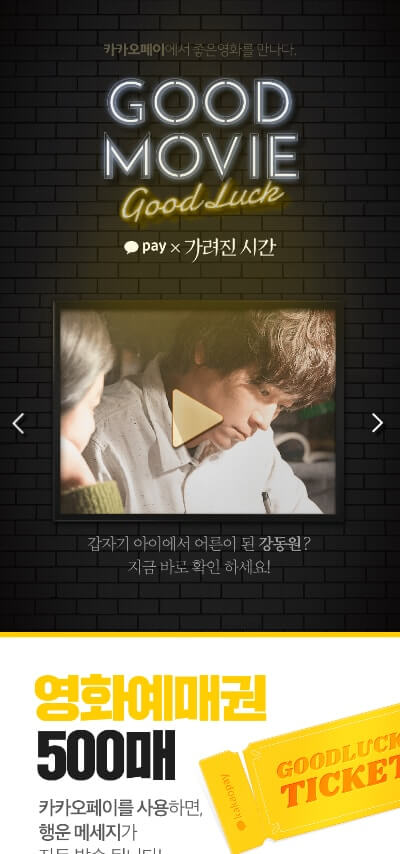 카카오페이에서 좋은영화를 만나다.
GOOD
MOVIE
Good Luck
pay × 가려진 시간
갑자기 아이에서 어른이 된 강동원?
지금 바로 확인 하세요!
영화예매권
500매
GOODLUCK
TICKET
kakaopay
카카오페이를 사용하면,
행운 메세지가